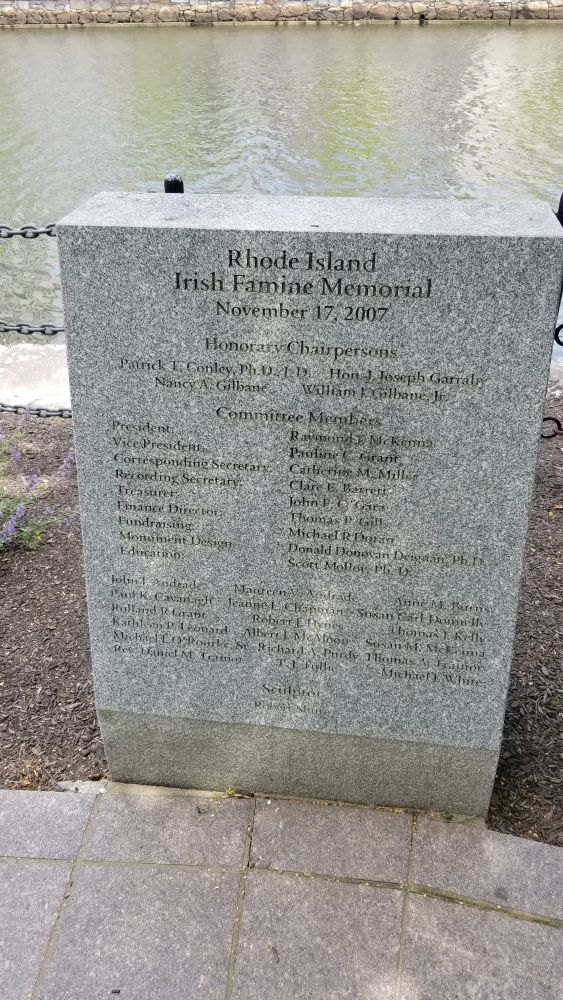 Rhode Island
Irish Famine Memorial
November 17, 2007
Honorary Chairpersons
Patrick T. Conley, Ph.D., J.D. Hon. J. Joseph Garrahy
Nancy A. Gilbane William J. Gilbane, Jr.
Committee Members
President: Raymond J. McKenna
Vice President: Pauline C. Grant
Corresponding Secretary: Catherine M. Miller
Recording Secretary: Clare E. Barrett
Treasurer: John F. O'Gara
Finance Director: Thomas P. Gill
Fundraising: Michael P. Doran
Monument Design: Donald Donovan Deignan, Ph.D.
Education: Scott Molloy, Ph. D.
John J. Andrade Maureen V. Andrade Anne M. Burns
Paul K. Cavanagh Jeanne L. Chapman Susan Gail Donnelly
Rolland P. Grant Robert J. Thomas J. Kelly
Kathleen P. Leonard Albert J. McAloon Susan M. McKenna
Michael F. O'Rourke Sr. Richard A. Purdy Thomas A. Trainor
Rev. Daniel M. Trainor T. J. Michael J. White
Sculptor
Robert